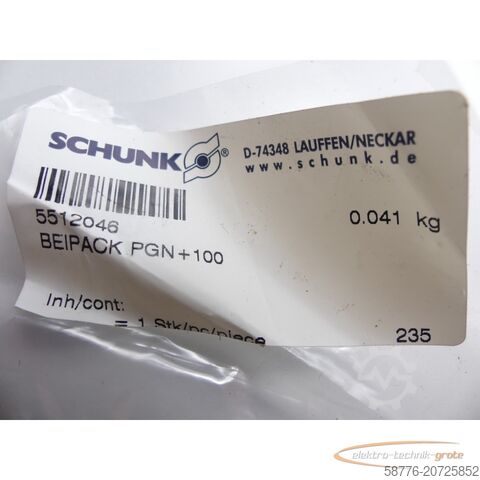 SCHUNK ®
D-74348 LAUFFEN/NECKAR
www.schunk.de
5512046
0.041 kg
BEIPACK PGN+100
Inh/cont:
= 1 Stk/pc/piece
235
elektro-technik-grote
58776-20725852